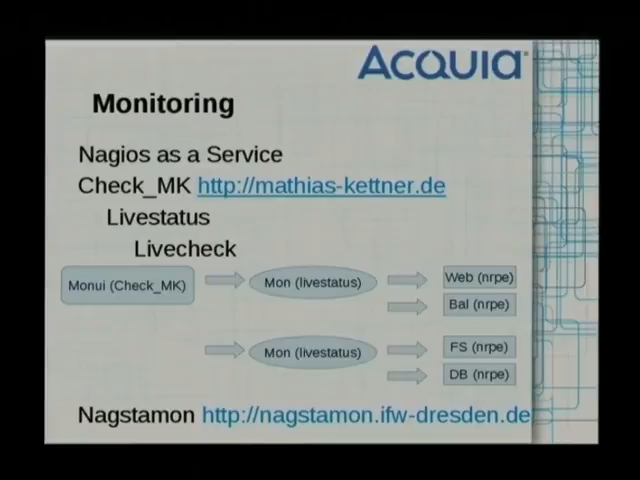 ACQUIA
Monitoring
Nagios as a Service
Check_MK http://mathias-kettner.de
Livestatus
Livecheck
Monui (Check_MK)
Mon (livestatus)
Web (nrpe)
Bal (nrpe)
Mon (livestatus)
FS (nrpe)
DB (nrpe)
Nagstamon http://nagstamon.ifw-dresden.de